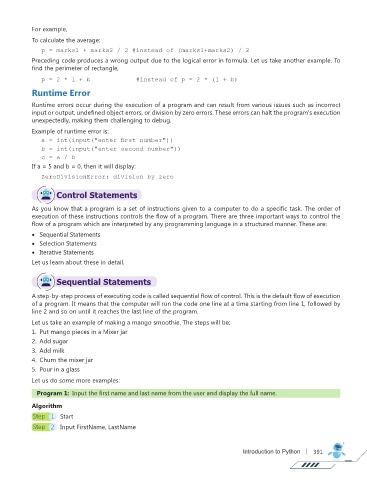 For example,
To calculate the average:
p = marks1 + marks2 / 2 #instead of (marks1+marks2) / 2
Preceding code produces a wrong output due to the logical error in formula. Let us take another example. To
find the perimeter of rectangle,
p = 2 * l + b #instead of p = 2 * (l + b)
Runtime Error
Runtime errors occur during the execution of a program and can result from various issues such as incorrect
input or output, undefined object errors, or division by zero errors. These errors can halt the program's execution
unexpectedly, making them challenging to debug.
Example of runtime error is:
a = int(input("enter first number"))
b = int(input("enter second number"))
c = a / b
If a = 5 and b = 0, then it will display:
ZeroDivisionError: division by zero
Control Statements
As you know that a program is a set of instructions given to a computer to do a specific task. The order of
execution of these instructions controls the flow of a program. There are three important ways to control the
flow of a program which are interpreted by any programming language in a structured manner. These are:
• Sequential Statements
• Selection Statements
• Iterative Statements
Let us learn about these in detail.
Sequential Statements
A step-by-step process of executing code is called sequential flow of control. This is the default flow of execution
of a program. It means that the computer will run the code one line at a time starting from line 1, followed by
line 2 and so on until it reaches the last line of the program.
Let us take an example of making a mango smoothie. The steps will be:
1. Put mango pieces in a Mixer jar
2. Add sugar
3. Add milk
4. Churn the mixer jar
5. Pour in a glass
Let us do some more examples:
Program 1: Input the first name and last name from the user and display the full name.
Algorithm
Step 1 Start
Step 2 Input FirstName, LastName
Introduction to Python | 391